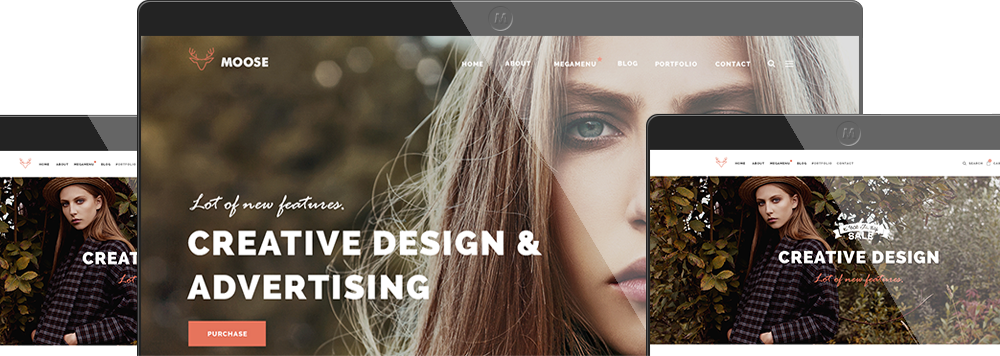 M
MOOSE
HOME ABOUT MEGAMENU BLOG PORTFOLIO CONTACT
Lot of new features.
CREATIVE DESIGN &
ADVERTISING
PURCHASE
HOME ABOUT MEGAMENU BLOG PORTFOLIO
CREAT
Lot
M
HOME ABOUT MEGAMENU BLOG PORTFOLIO CONTACT SEARCH
SALE
CREATIVE DESIGN
Lot of new features.